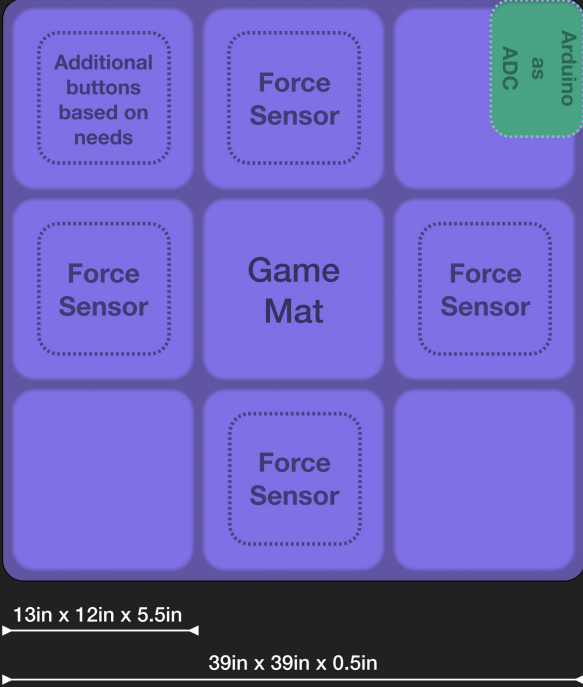 Additional
buttons
based on
needs
Force
Sensor
Arduino
as
ADC
Force
Sensor
Game
Mat
Force
Sensor
Force
Sensor
13in x 12in x 5.5in
39in x 39in x 0.5in